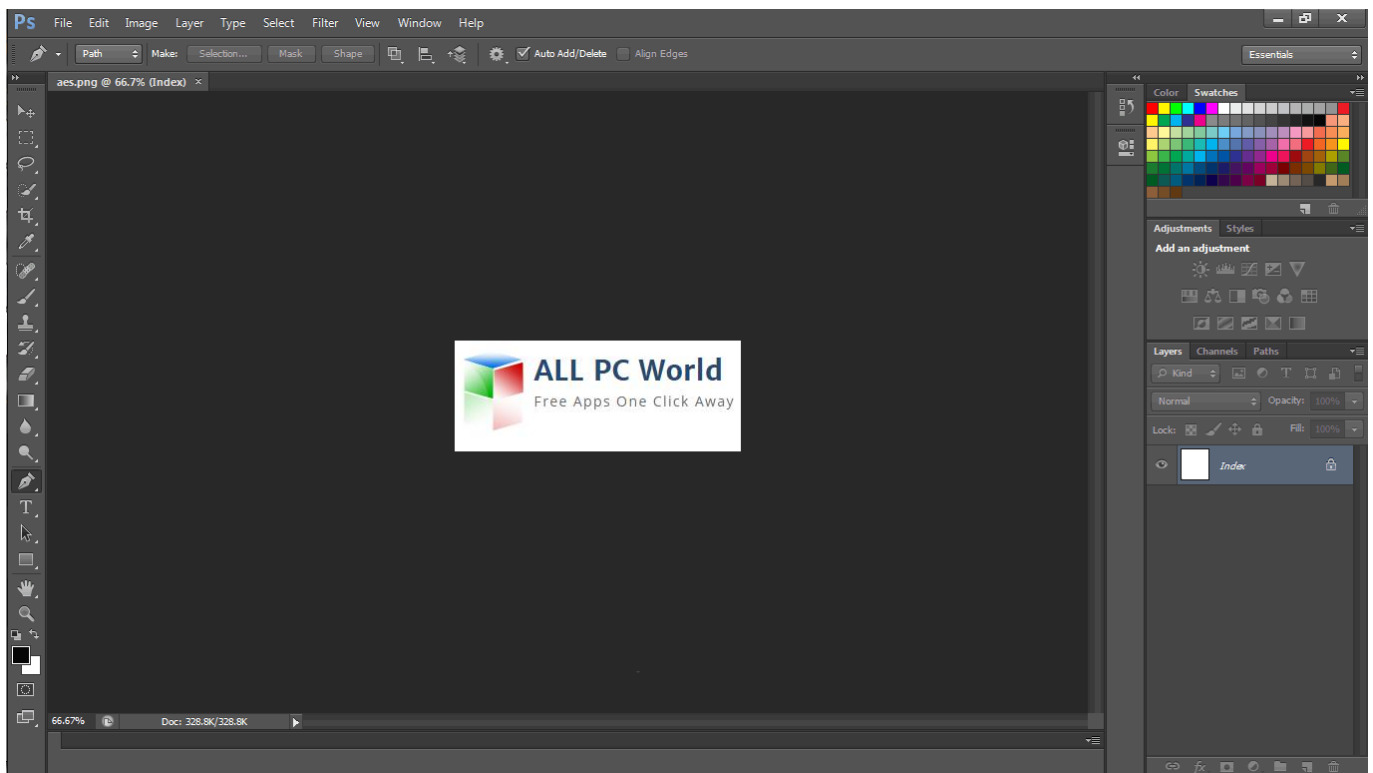 Ps File Edit Image Layer Type Select Filter View Window Help
Path Make: Selection... Mask Shape Auto Add/Delete Align Edges Essentials
aes.png @ 66.7% (Index) ×
Color Swatches
Adjustments Styles
Add an adjustment
ALL PC World
Free Apps One Click Away
Layers Channels Paths
Kind T
Normal Opacity: 100%
Lock: Fill: 100%
Index
T
66.67% Doc: 328.8K/328.8K
fx